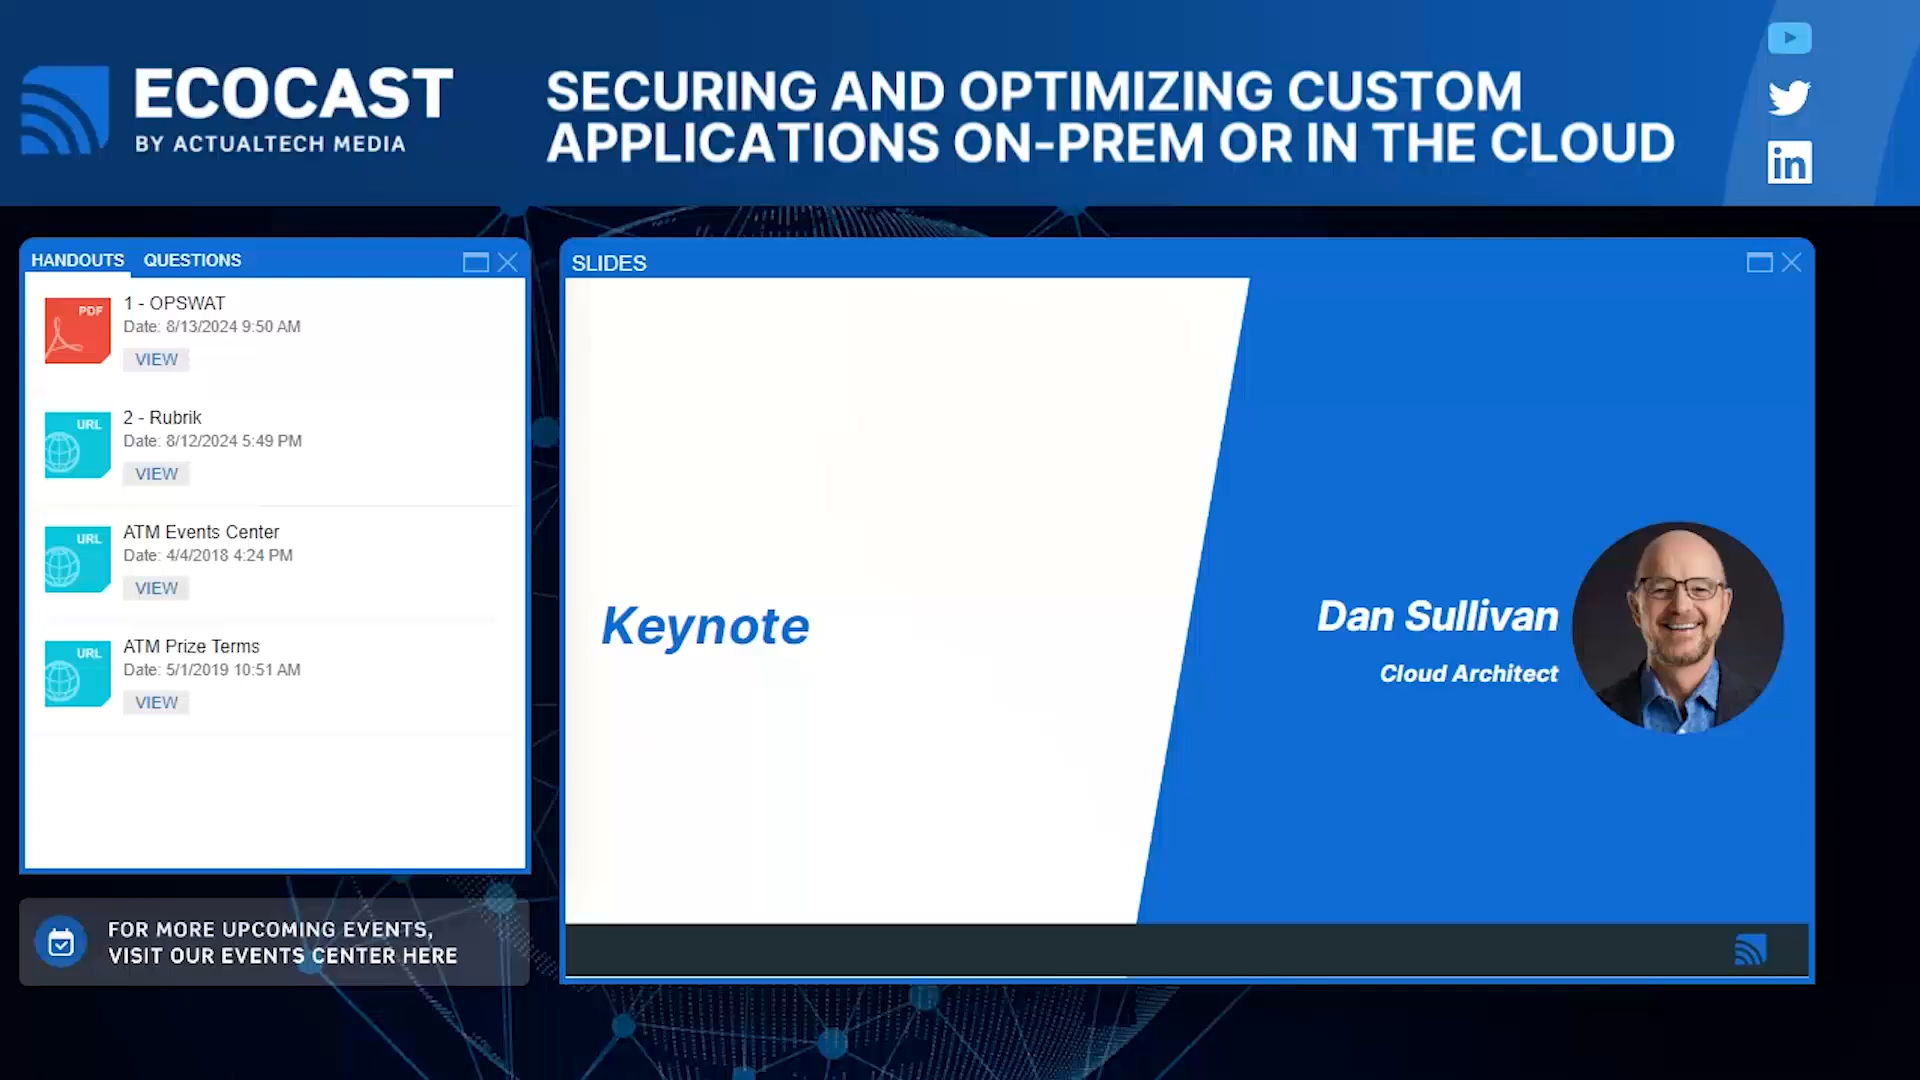 ECOCAST
BY ACTUALTECH MEDIA
SECURING AND OPTIMIZING CUSTOM
APPLICATIONS ON-PREM OR IN THE CLOUD
in
HANDOUTS QUESTIONS
PDF
1 - OPSWAT
Date: 8/13/2024 9:50 AM
VIEW
URL
2 - Rubrik
Date: 8/12/2024 5:49 PM
VIEW
URL
ATM Events Center
Date: 4/4/2018 4:24 PM
VIEW
URL
ATM Prize Terms
Date: 5/1/2019 10:51 AM
VIEW
FOR MORE UPCOMING EVENTS,
VISIT OUR EVENTS CENTER HERE
SLIDES
Keynote
Dan Sullivan
Cloud Architect